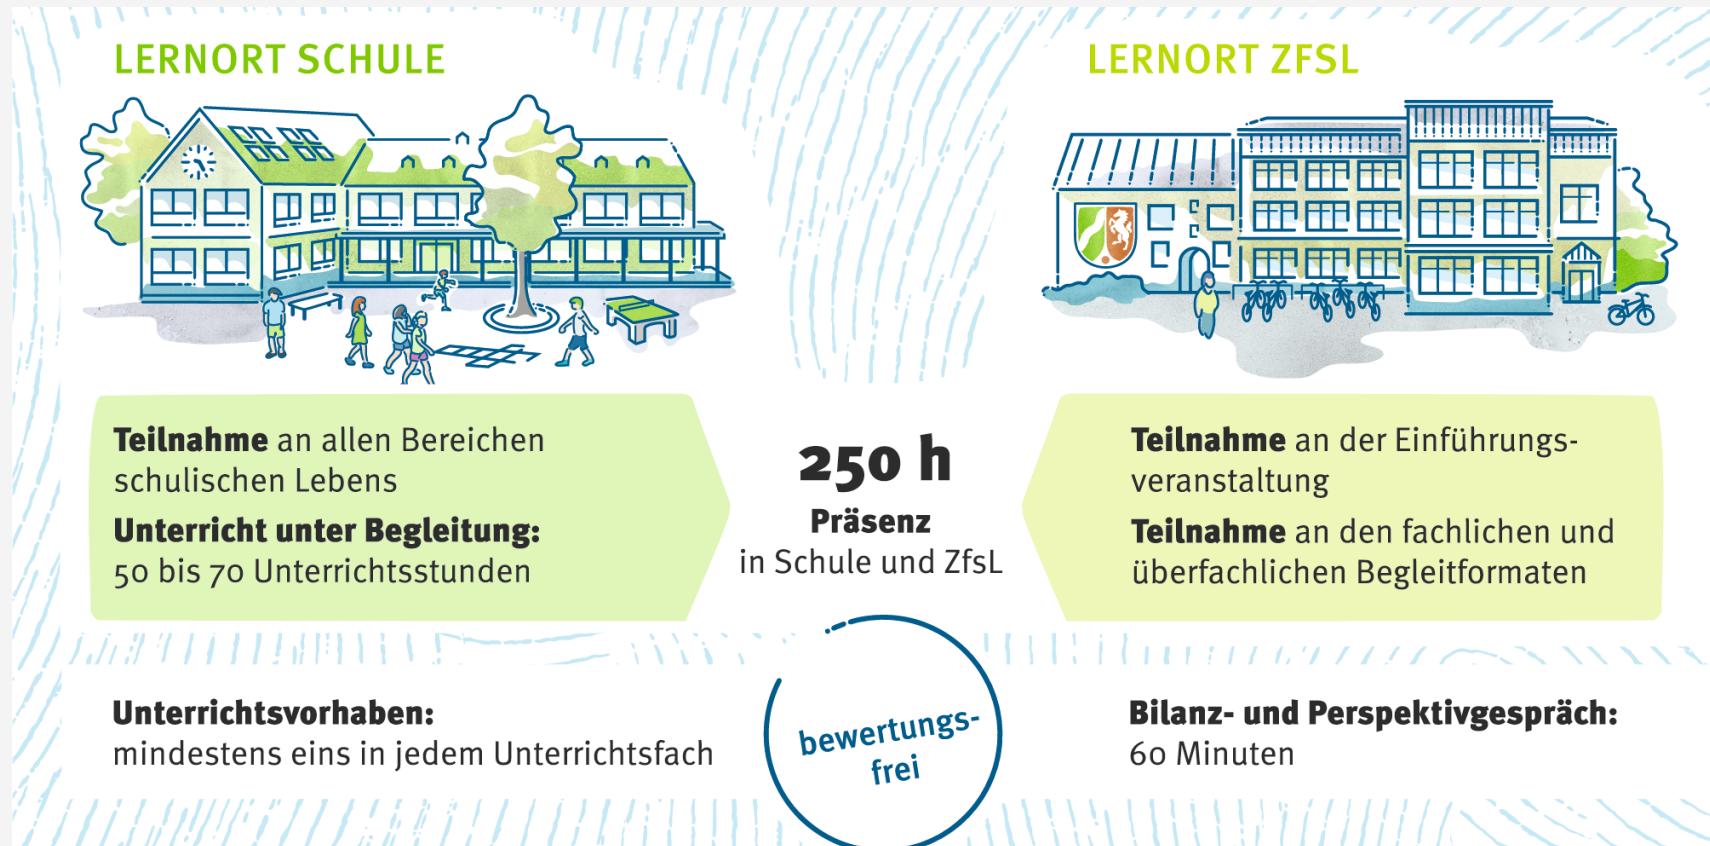 LERNORT SCHULE
LERNORT ZFSL
Teilnahme an allen Bereichen
schulischen Lebens
Unterricht unter Begleitung:
50 bis 70 Unterrichtsstunden
250 h
Präsenz
in Schule und ZfsL
Teilnahme an der Einführungs-
veranstaltung
Teilnahme an den fachlichen und
überfachlichen Begleitformaten
Unterrichtsvorhaben:
mindestens eins in jedem Unterrichtsfach
bewertungs-
frei
Bilanz- und Perspektivgespräch:
60 Minuten